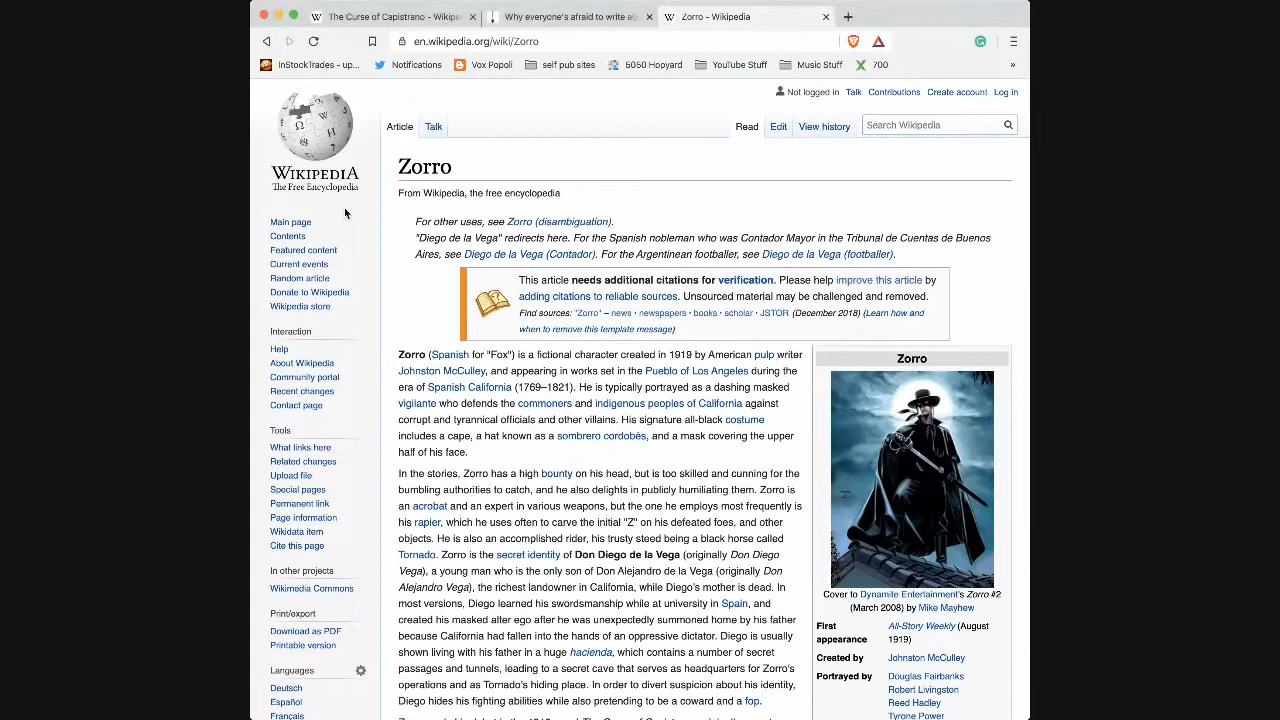 The Curse of Capistrano - Wikipe
Why everyone's afraid to write ab
Zorro - Wikipedia
en.wikipedia.org/wiki/Zorro
InStockTrades - up...
Notifications
Vox Popoli
self pub sites
5050 Hopyard
YouTube Stuff
Music Stuff
700
»
Not logged in Talk Contributions Create account Log in
Article Talk
Read Edit View history
Search Wikipedia
WIKIPEDIA
The Free Encyclopedia
Main page
Contents
Featured content
Current events
Random article
Donate to Wikipedia
Wikipedia store
Interaction
Help
About Wikipedia
Community portal
Recent changes
Contact page
Tools
What links here
Related changes
Upload file
Special pages
Permanent link
Page information
Wikidata item
Cite this page
In other projects
Wikimedia Commons
Print/export
Download as PDF
Printable version
Languages
Deutsch
Español
Français
Zorro
From Wikipedia, the free encyclopedia
For other uses, see Zorro (disambiguation).
"Diego de la Vega" redirects here. For the Spanish nobleman who was Contador Mayor in the Tribunal de Cuentas de Buenos
Aires, see Diego de la Vega (Contador). For the Argentinean footballer, see Diego de la Vega (footballer).
This article needs additional citations for verification. Please help improve this article by
adding citations to reliable sources. Unsourced material may be challenged and removed.
Find sources: "Zorro" – news · newspapers · books · scholar · JSTOR (December 2018) (Learn how and
when to remove this template message)
Zorro (Spanish for "Fox") is a fictional character created in 1919 by American pulp writer
Johnston McCulley, and appearing in works set in the Pueblo of Los Angeles during the
era of Spanish California (1769–1821). He is typically portrayed as a dashing masked
vigilante who defends the commoners and indigenous peoples of California against
corrupt and tyrannical officials and other villains. His signature all-black costume
includes a cape, a hat known as a sombrero cordobés, and a mask covering the upper
half of his face.
In the stories, Zorro has a high bounty on his head, but is too skilled and cunning for the
bumbling authorities to catch, and he also delights in publicly humiliating them. Zorro is
an acrobat and an expert in various weapons, but the one he employs most frequently is
his rapier, which he uses often to carve the initial "Z" on his defeated foes, and other
objects. He is also an accomplished rider, his trusty steed being a black horse called
Tornado. Zorro is the secret identity of Don Diego de la Vega (originally Don Diego
Vega), a young man who is the only son of Don Alejandro de la Vega (originally Don
Alejandro Vega), the richest landowner in California, while Diego's mother is dead. In
most versions, Diego learned his swordsmanship while at university in Spain, and
created his masked alter ego after he was unexpectedly summoned home by his father
because California had fallen into the hands of an oppressive dictator. Diego is usually
shown living with his father in a huge hacienda, which contains a number of secret
passages and tunnels, leading to a secret cave that serves as headquarters for Zorro's
operations and as Tornado's hiding place. In order to divert suspicion about his identity,
Diego hides his fighting abilities while also pretending to be a coward and a fop.
Zorro
Cover to Dynamite Entertainment's Zorro #2
(March 2008) by Mike Mayhew
First appearance
All-Story Weekly (August 1919)
Created by Johnston McCulley
Portrayed by Douglas Fairbanks
Robert Livingston
Reed Hadley
Tyrone Power